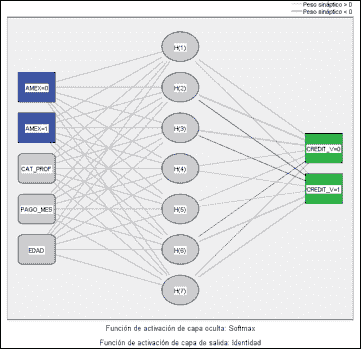 Peso sináptico > 0
Peso sináptico < 0
H(1)
AMEX=0
H(2)
AMEX=1
H(3)
CREDIT_V=0
CAT_PROF
H(4)
CREDIT_V=1
PAGO_MES
H(5)
EDAD
H(6)
H(7)
Función de activación de capa oculta: Softmax
Función de activación de capa de salida: Identidad